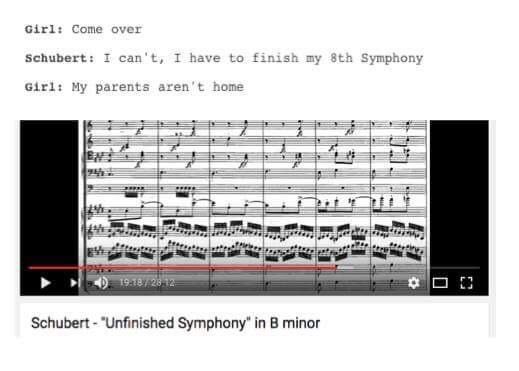 Girl: Come over
Schubert: I can't, I have to finish my 8th Symphony
Girl: My parents aren't home
19:18 / 28:12
Schubert - "Unfinished Symphony" in B minor